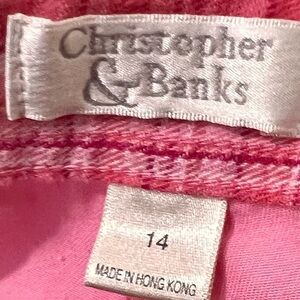 Christopher
& Banks
14
MADE IN HONG KONG